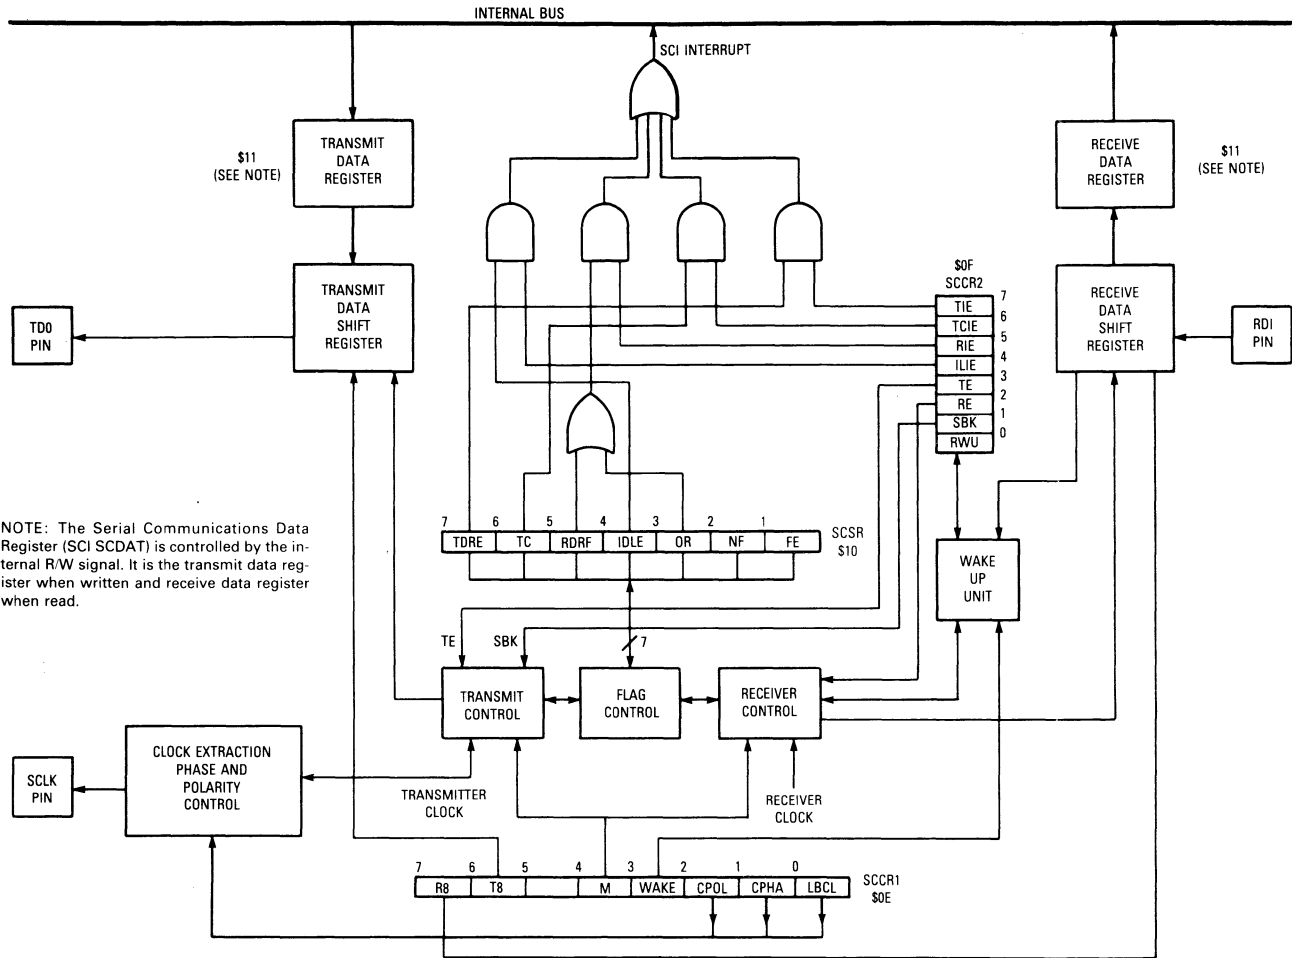 INTERNAL BUS
SCI INTERRUPT
TRANSMIT
DATA
REGISTER
$11
(SEE NOTE)
RECEIVE
DATA
REGISTER
$11
(SEE NOTE)
TRANSMIT
DATA
SHIFT
REGISTER
TD0
PIN
$0F
SCCR2
TIE 7
TCIE 6
RIE 5
ILIE 4
TE 3
RE 2
SBK 1
RWU 0
RECEIVE
DATA
SHIFT
REGISTER
RDI
PIN
NOTE: The Serial Communications Data
Register (SCI SCDAT) is controlled by the in-
ternal R/W signal. It is the transmit data reg-
ister when written and receive data register
when read.
7 6 5 4 3 2 1
TDRE TC RDRF IDLE OR NF FE
SCSR
$10
WAKE
UP
UNIT
TE SBK 7
TRANSMIT
CONTROL
FLAG
CONTROL
RECEIVER
CONTROL
SCLK
PIN
CLOCK EXTRACTION
PHASE AND
POLARITY
CONTROL
TRANSMITTER
CLOCK
RECEIVER
CLOCK
7 6 5 4 3 2 1 0
R8 T8 M WAKE CPOL CPHA LBCL
SCCR1
$0E